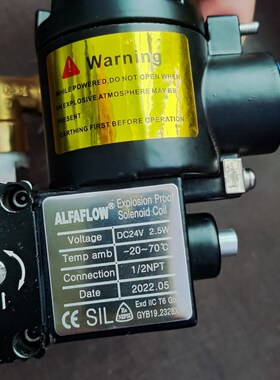 Warning
WHILE POWERED, DO NOT OPEN WHEN
AN EXPLOSIVE ATMOSPHERE MAY BE
PRESENT
EARTHING FIRST BEFORE OPERATION
ALFAFLOW® Explosion Proof
Solenoid Coil
Voltage DC24V 2.5W
Temp amb -20~70℃
Connection 1/2NPT
Date 2022.05
CE SIL Ex Exd IIC T6 Gb
GYB19.2328X